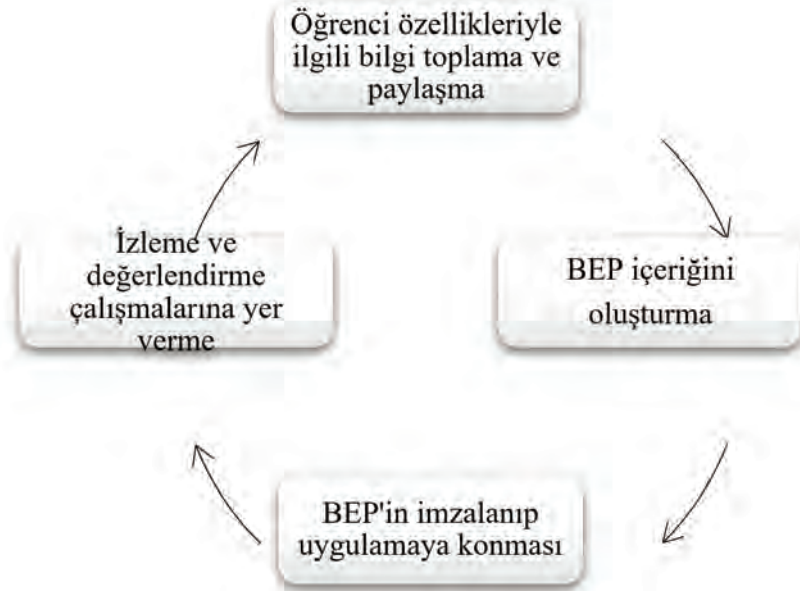 Öğrenci özellikleriyle
ilgili bilgi toplama ve
paylaşma
BEP içeriğini
oluşturma
BEP'in imzalanıp
uygulamaya konması
İzleme ve
değerlendirme
çalışmalarına yer
verme